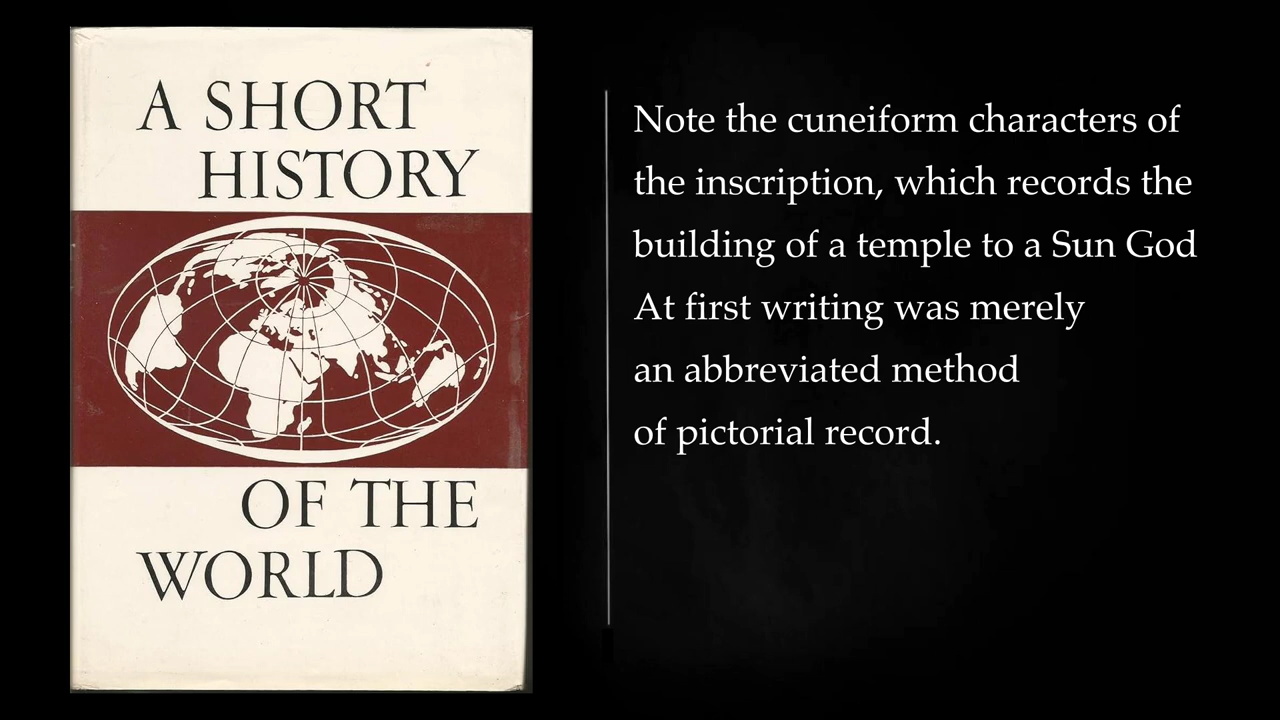 A SHORT
HISTORY
OF THE
WORLD
Note the cuneiform characters of
the inscription, which records the
building of a temple to a Sun God
At first writing was merely
an abbreviated method
of pictorial record.